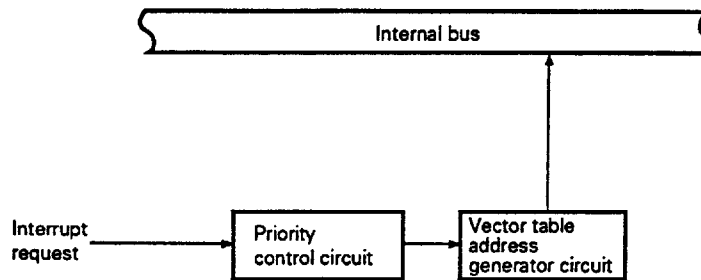 Internal bus
Interrupt
request
Priority
control circuit
Vector table
address
generator circuit